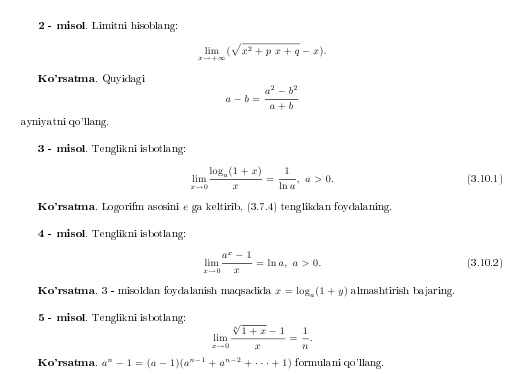 2 - misol. Limitni hisoblang:
lim_{x→+∞} (√(x² + p x + q) − x).
Ko'rsatma. Quyidagi
a − b = (a² − b²)/(a + b)
ayniyatni qo'llang.
3 - misol. Tenglikni isbotlang:
lim_{x→0} log_a(1 + x)/x = 1/ln a, a > 0. (3.10.1)
Ko'rsatma. Logorifm asosini e ga keltirib, (3.7.4) tenglikdan foydalaning.
4 - misol. Tenglikni isbotlang:
lim_{x→0} (a^x − 1)/x = ln a, a > 0. (3.10.2)
Ko'rsatma. 3 - misoldan foydalanish maqsadida x = log_a(1 + y) almashtirish bajaring.
5 - misol. Tenglikni isbotlang:
lim_{x→0} (ⁿ√(1 + x) − 1)/x = 1/n.
Ko'rsatma. aⁿ − 1 = (a − 1)(aⁿ⁻¹ + aⁿ⁻² + · · · + 1) formulani qo'llang.